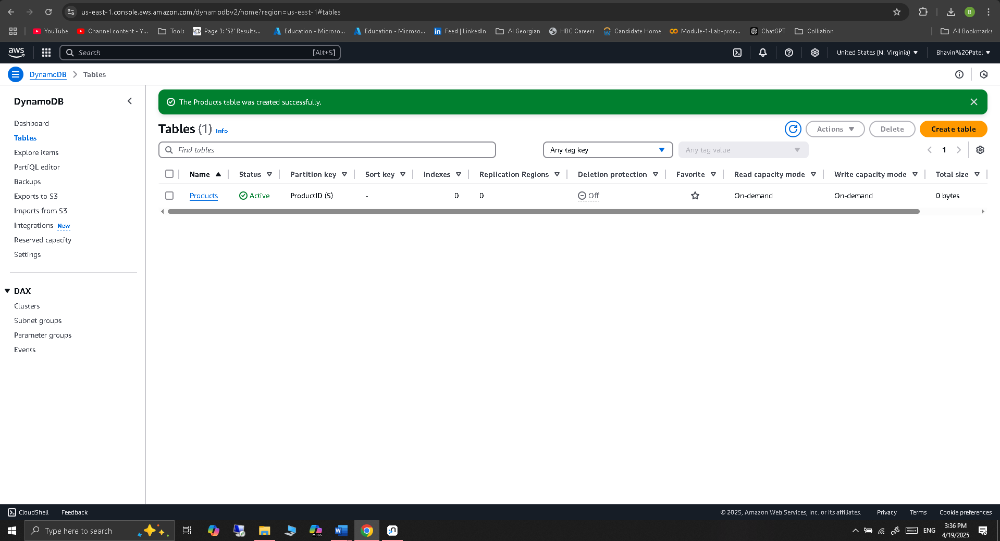 us-east-1.console.aws.amazon.com/dynamodbv2/home?region=us-east-1#tables
B
YouTube Channel content - Y... Tools Page 3: '52' Results... Education - Microso... Education - Microso... Feed | LinkedIn AI Georgian HBC Careers Candidate Home Module-1-Lab-proc... ChatGPT Colliation All Bookmarks
aws Search [Alt+S] United States (N. Virginia) Bhavin%20Patel
DynamoDB Tables
DynamoDB
Dashboard
Tables
Explore items
PartiQL editor
Backups
Exports to S3
Imports from S3
Integrations New
Reserved capacity
Settings
DAX
Clusters
Subnet groups
Parameter groups
Events
The Products table was created successfully.
Tables (1) Info Actions Delete Create table
Find tables Any tag key Any tag value 1
Name Status Partition key Sort key Indexes Replication Regions Deletion protection Favorite Read capacity mode Write capacity mode Total size
Products Active ProductID (S) - 0 0 Off On-demand On-demand 0 bytes
CloudShell Feedback © 2025, Amazon Web Services, Inc. or its affiliates. Privacy Terms Cookie preferences
Type here to search M365 ENG 3:36 PM
4/19/2025